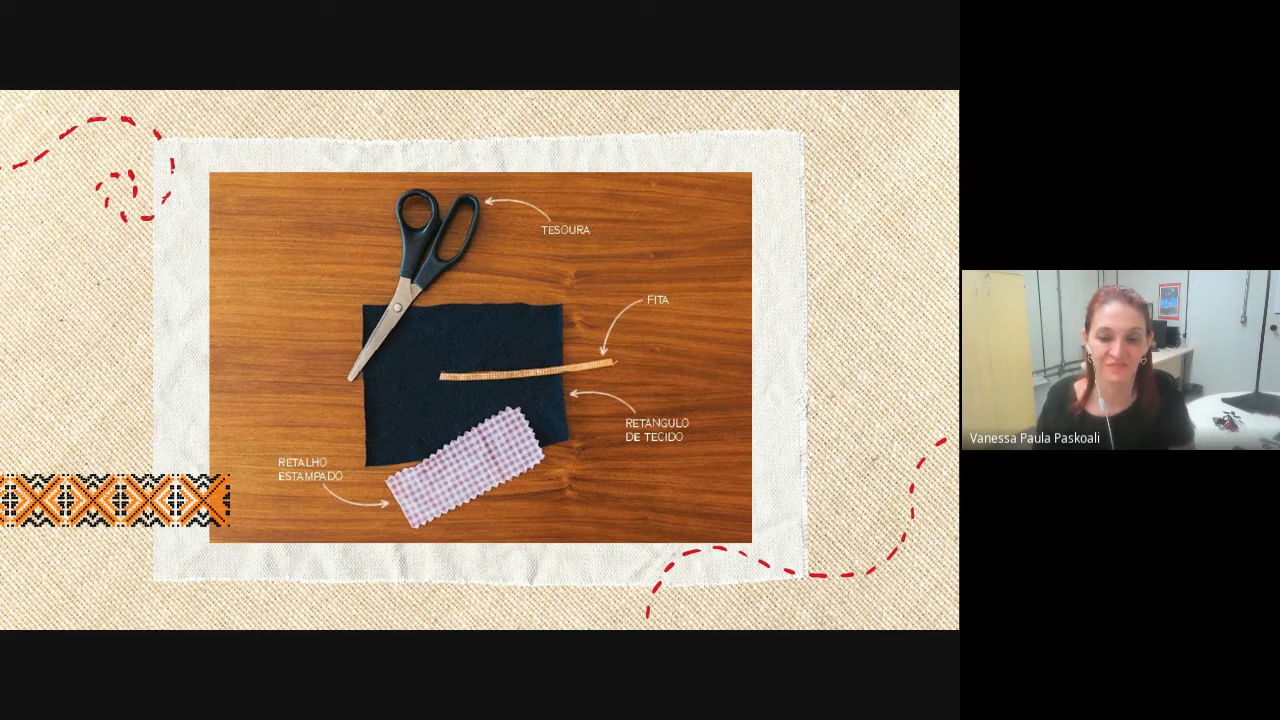 TESOURA
FITA
RETÂNGULO
DE TECIDO
RETALHO
ESTAMPADO
Vanessa Paula Paskoali